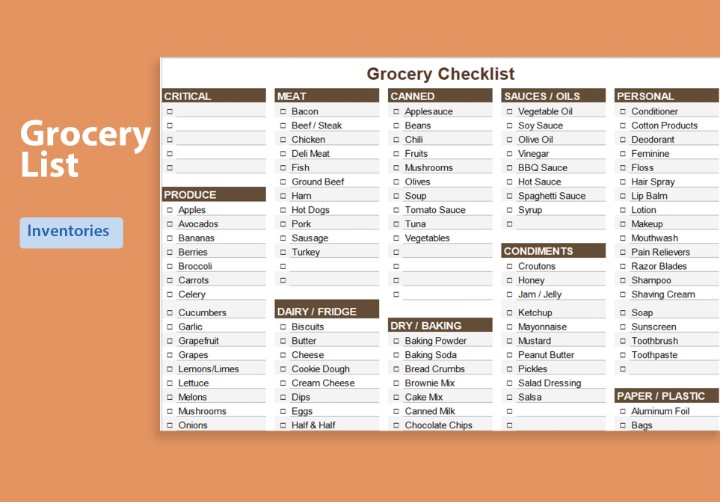 Grocery
List
Inventories
Grocery Checklist
CRITICAL
PRODUCE
Apples
Avocados
Bananas
Berries
Broccoli
Carrots
Celery
Cucumbers
Garlic
Grapefruit
Grapes
Lemons/Limes
Lettuce
Melons
Mushrooms
Onions
MEAT
Bacon
Beef / Steak
Chicken
Deli Meat
Fish
Ground Beef
Ham
Hot Dogs
Pork
Sausage
Turkey
DAIRY / FRIDGE
Biscuits
Butter
Cheese
Cookie Dough
Cream Cheese
Dips
Eggs
Half & Half
CANNED
Applesauce
Beans
Chili
Fruits
Mushrooms
Olives
Soup
Tomato Sauce
Tuna
Vegetables
DRY / BAKING
Baking Powder
Baking Soda
Bread Crumbs
Brownie Mix
Cake Mix
Canned Milk
Chocolate Chips
SAUCES / OILS
Vegetable Oil
Soy Sauce
Olive Oil
Vinegar
BBQ Sauce
Hot Sauce
Spaghetti Sauce
Syrup
CONDIMENTS
Croutons
Honey
Jam / Jelly
Ketchup
Mayonnaise
Mustard
Peanut Butter
Pickles
Salad Dressing
Salsa
PERSONAL
Conditioner
Cotton Products
Deodorant
Feminine
Floss
Hair Spray
Lip Balm
Lotion
Makeup
Mouthwash
Pain Relievers
Razor Blades
Shampoo
Shaving Cream
Soap
Sunscreen
Toothbrush
Toothpaste
PAPER / PLASTIC
Aluminum Foil
Bags